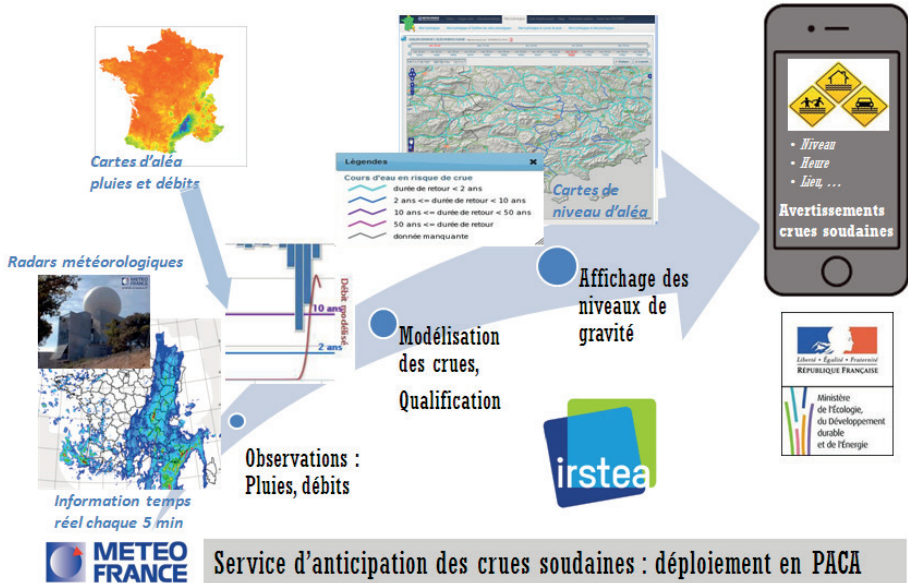 Cartes d'aléa
pluies et débits
Radars météorologiques
METEO
FRANCE
Débit modélisé
10 ans
2 ans
Légendes
Cours d'eau en risque de crue
durée de retour < 2 ans
2 ans <= durée de retour < 10 ans
10 ans <= durée de retour < 50 ans
50 ans <= durée de retour
donnée manquante
Cartes de
niveau d'aléa
• Niveau
• Heure
• Lieu, ...
Avertissements
crues soudaines
Affichage des
niveaux de
gravité
Modélisation
des crues,
Qualification
Observations :
Pluies, débits
Information temps
réel chaque 5 min
irstea
Liberté • Égalité • Fraternité
RÉPUBLIQUE FRANÇAISE
Ministère
de l'Écologie,
du Développement
durable
et de l'Énergie
METEO
FRANCE
Service d'anticipation des crues soudaines : déploiement en PACA